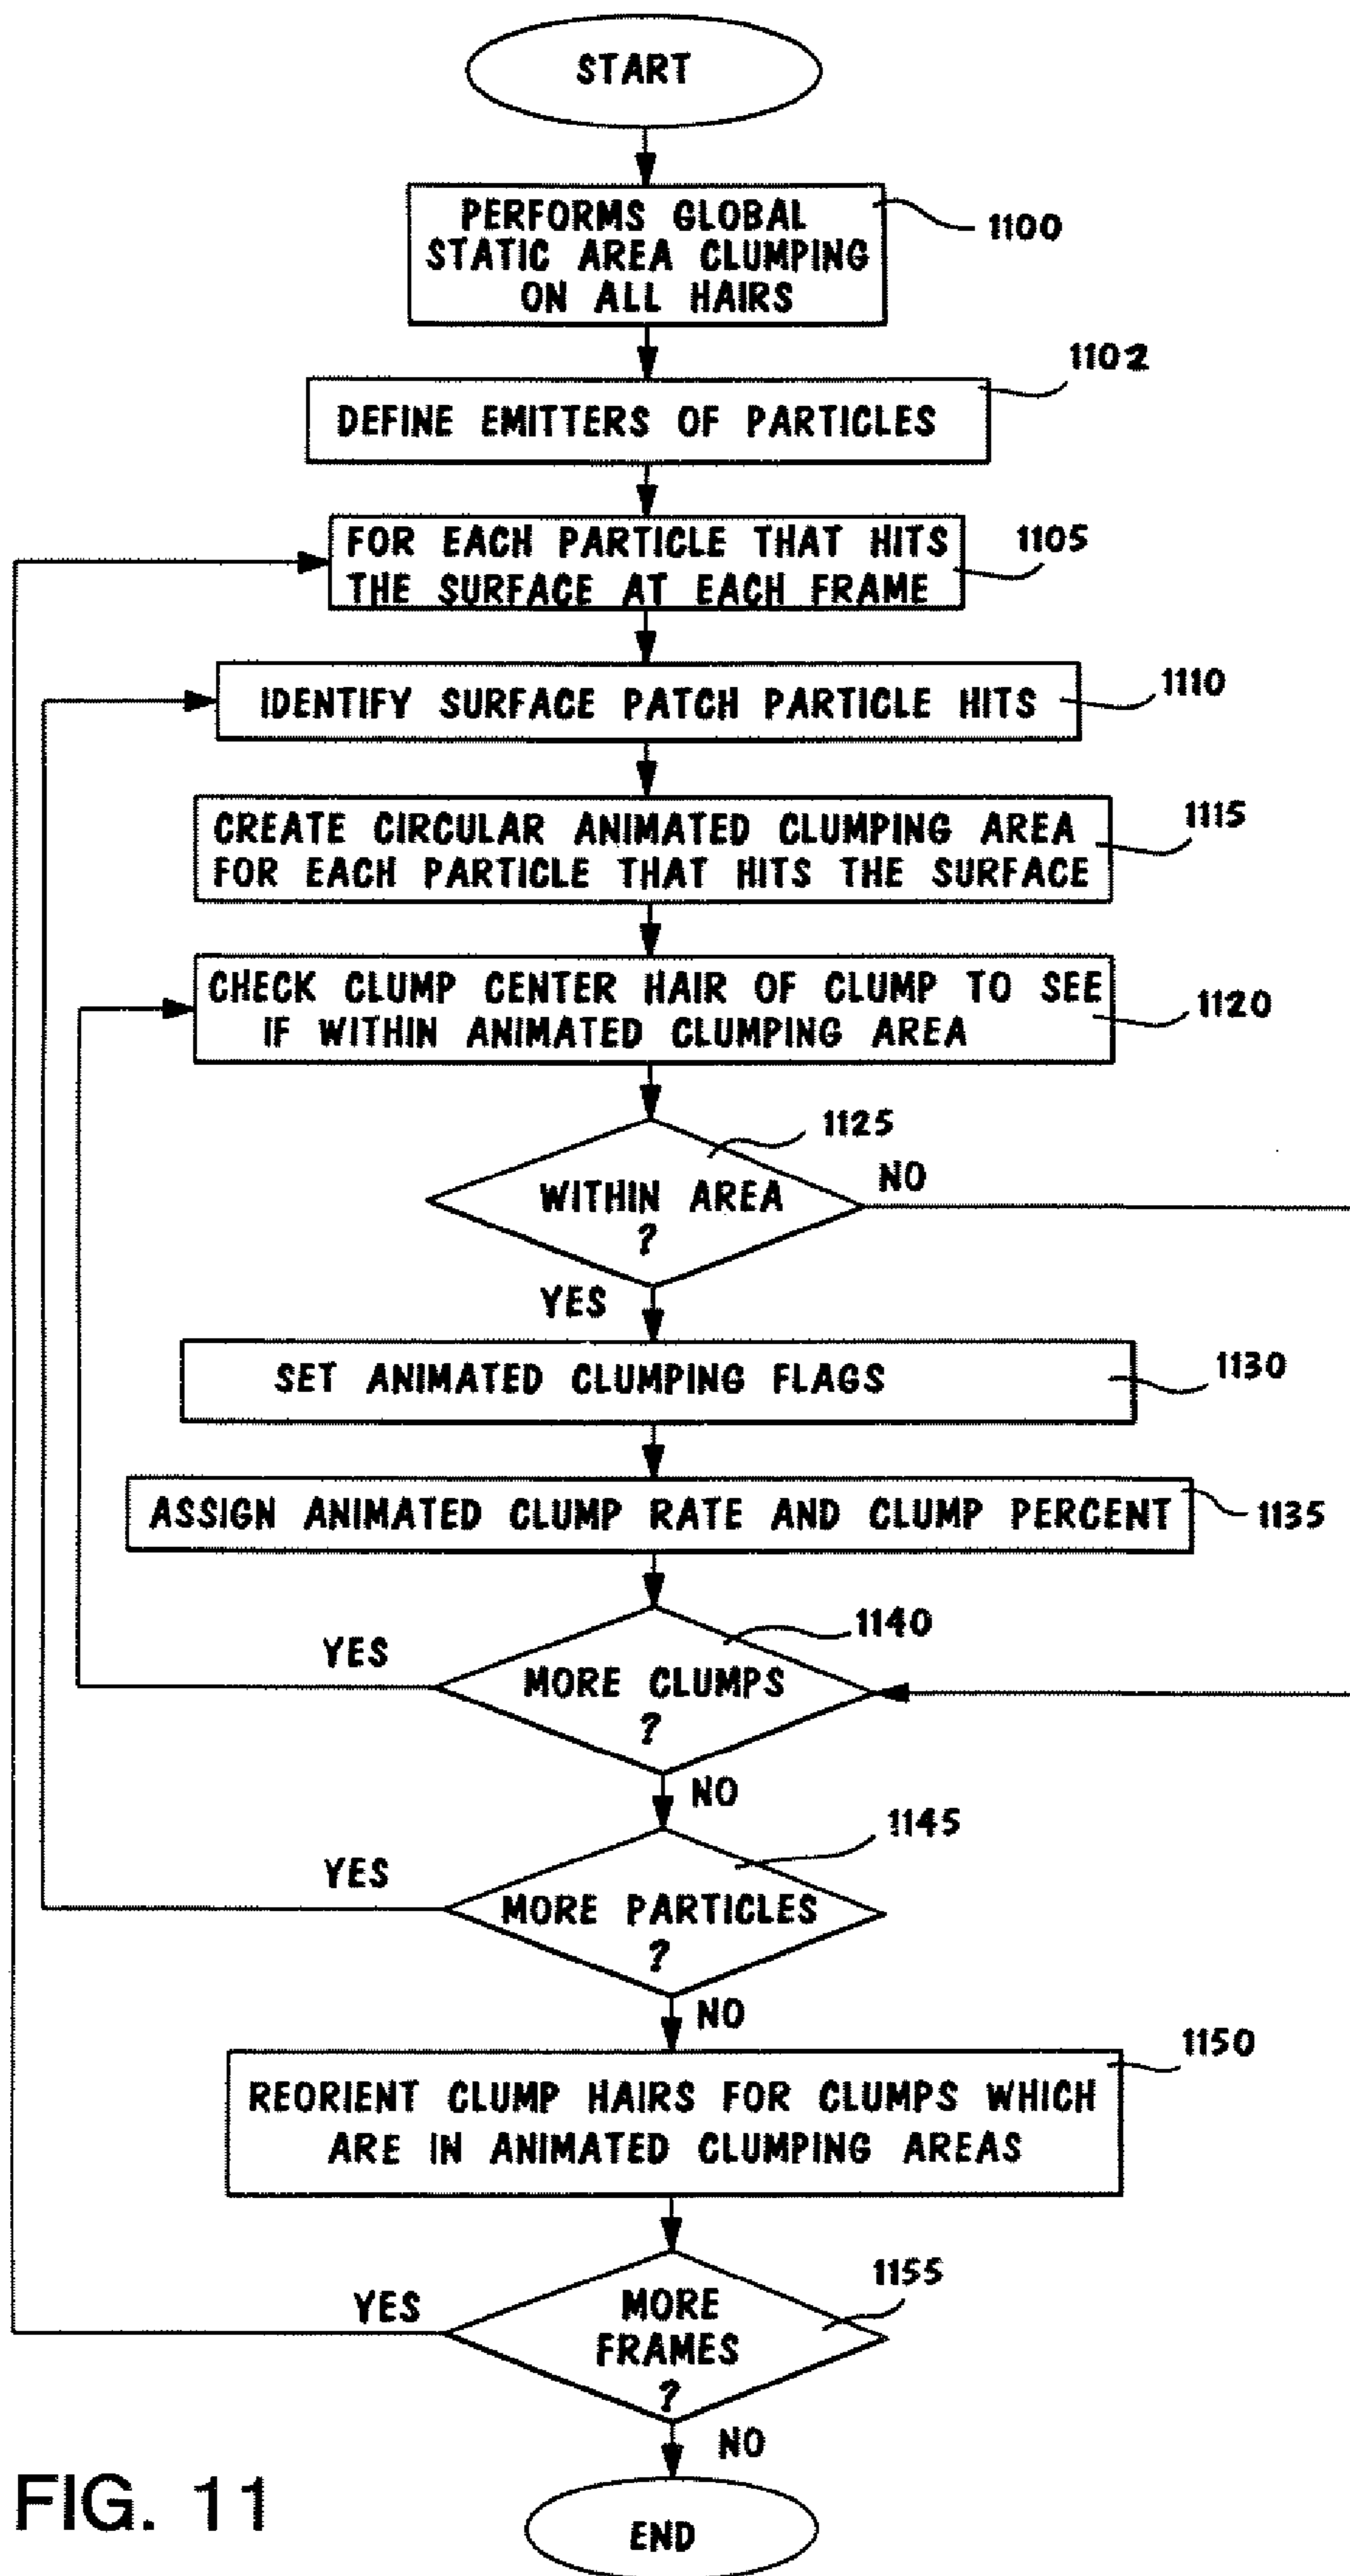 START
PERFORMS GLOBAL
STATIC AREA CLUMPING
ON ALL HAIRS
1100
1102
DEFINE EMITTERS OF PARTICLES
FOR EACH PARTICLE THAT HITS
THE SURFACE AT EACH FRAME
1105
IDENTIFY SURFACE PATCH PARTICLE HITS
1110
CREATE CIRCULAR ANIMATED CLUMPING AREA
FOR EACH PARTICLE THAT HITS THE SURFACE
1115
CHECK CLUMP CENTER HAIR OF CLUMP TO SEE
IF WITHIN ANIMATED CLUMPING AREA
1120
1125
WITHIN AREA
?
NO
YES
SET ANIMATED CLUMPING FLAGS
1130
ASSIGN ANIMATED CLUMP RATE AND CLUMP PERCENT
1135
1140
YES
MORE CLUMPS
?
NO
1145
YES
MORE PARTICLES
?
NO
1150
REORIENT CLUMP HAIRS FOR CLUMPS WHICH
ARE IN ANIMATED CLUMPING AREAS
1155
YES
MORE
FRAMES
?
NO
END
FIG. 11